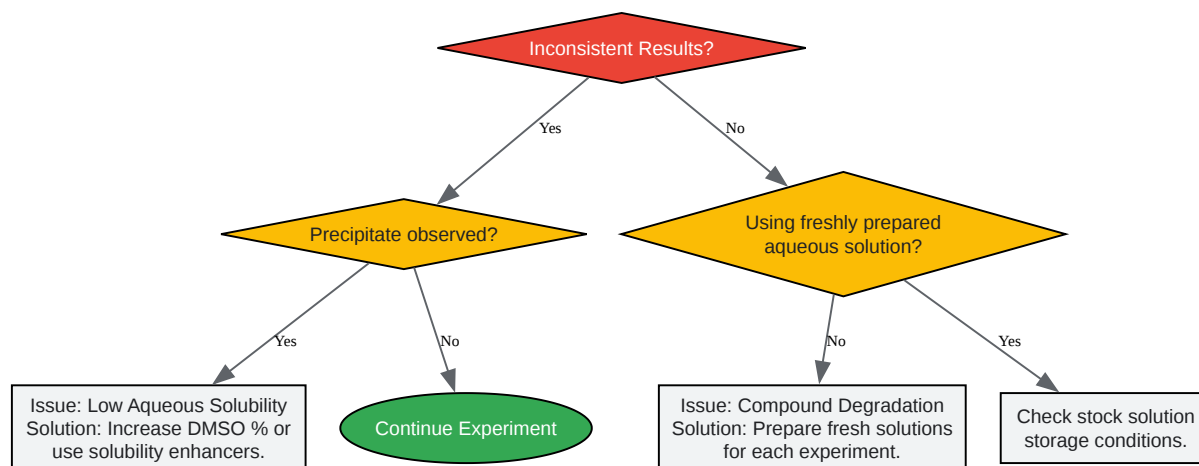 Inconsistent Results?
Yes
No
Precipitate observed?
Using freshly prepared
aqueous solution?
Yes
No
No
Yes
Issue: Low Aqueous Solubility
Solution: Increase DMSO % or
use solubility enhancers.
Continue Experiment
Issue: Compound Degradation
Solution: Prepare fresh solutions
for each experiment.
Check stock solution
storage conditions.